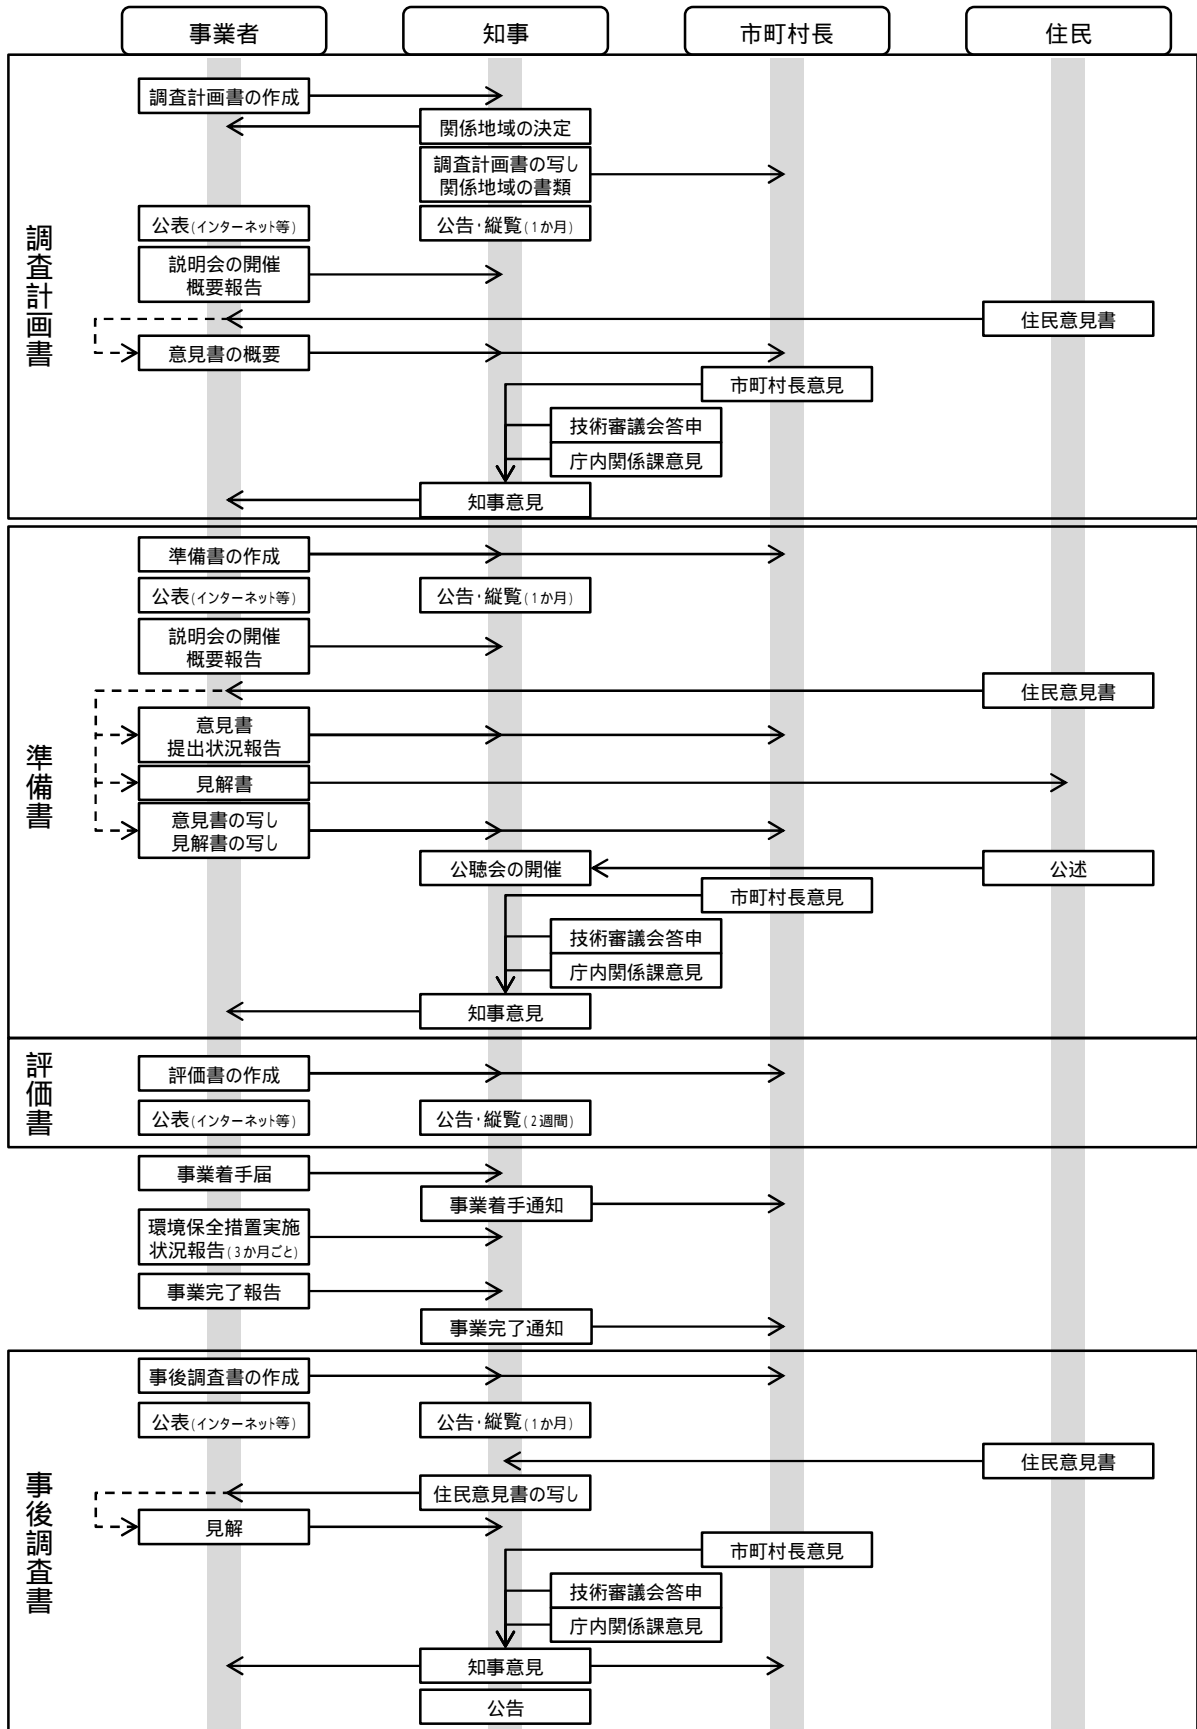 事業者
知事
市町村長
住民
調査計画書
調査計画書の作成
関係地域の決定
調査計画書の写し
関係地域の書類
公表(インターネット等)
公告・縦覧(1か月)
説明会の開催
概要報告
住民意見書
意見書の概要
市町村長意見
技術審議会答申
庁内関係課意見
知事意見
準備書
準備書の作成
公表(インターネット等)
公告・縦覧(1か月)
説明会の開催
概要報告
住民意見書
意見書
提出状況報告
見解書
意見書の写し
見解書の写し
公聴会の開催
公述
市町村長意見
技術審議会答申
庁内関係課意見
知事意見
評価書
評価書の作成
公表(インターネット等)
公告・縦覧(2週間)
事業着手届
事業着手通知
環境保全措置実施
状況報告(3か月ごと)
事業完了報告
事業完了通知
事後調査書
事後調査書の作成
公表(インターネット等)
公告・縦覧(1か月)
住民意見書
住民意見書の写し
見解
市町村長意見
技術審議会答申
庁内関係課意見
知事意見
公告